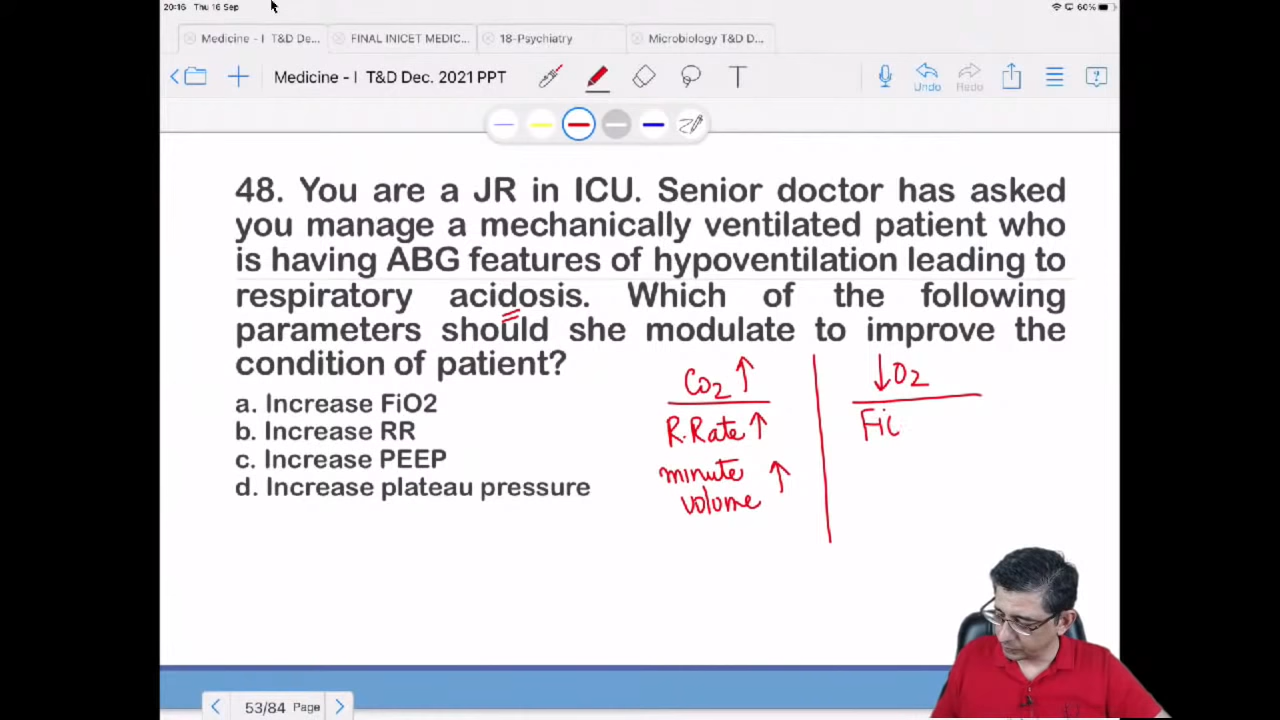 20:16 Thu 16 Sep
60%
Medicine - I T&D De...
FINAL INICET MEDIC...
18-Psychiatry
Microbiology T&D D...
Medicine - I T&D Dec. 2021 PPT
T
Undo
Redo
?
48. You are a JR in ICU. Senior doctor has asked
you manage a mechanically ventilated patient who
is having ABG features of hypoventilation leading to
respiratory acidosis. Which of the following
parameters should she modulate to improve the
condition of patient?
a. Increase FiO2
b. Increase RR
c. Increase PEEP
d. Increase plateau pressure
CO2 ↑
R.Rate ↑
minute ↑
volume
↓O2
Fi
53/84 Page